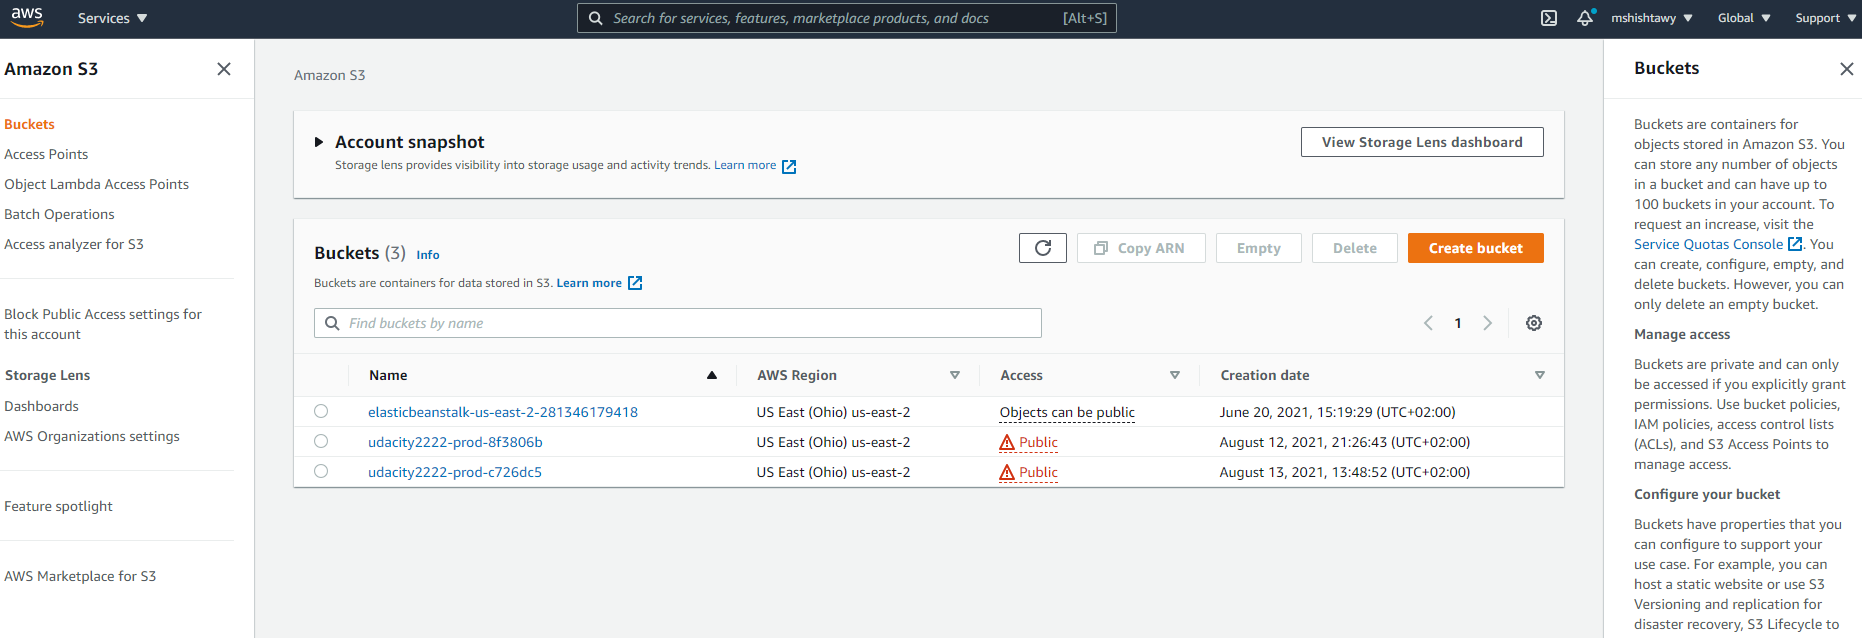 aws
Services
Search for services, features, marketplace products, and docs [Alt+S]
mshishtawy
Global
Support
Amazon S3
Buckets
Access Points
Object Lambda Access Points
Batch Operations
Access analyzer for S3
Block Public Access settings for
this account
Storage Lens
Dashboards
AWS Organizations settings
Feature spotlight
AWS Marketplace for S3
Amazon S3
Account snapshot
Storage lens provides visibility into storage usage and activity trends. Learn more
View Storage Lens dashboard
Buckets (3) Info
Buckets are containers for data stored in S3. Learn more
Copy ARN
Empty
Delete
Create bucket
Find buckets by name
1
Name AWS Region Access Creation date
elasticbeanstalk-us-east-2-281346179418 US East (Ohio) us-east-2 Objects can be public June 20, 2021, 15:19:29 (UTC+02:00)
udacity2222-prod-8f3806b US East (Ohio) us-east-2 Public August 12, 2021, 21:26:43 (UTC+02:00)
udacity2222-prod-c726dc5 US East (Ohio) us-east-2 Public August 13, 2021, 13:48:52 (UTC+02:00)
Buckets
Buckets are containers for
objects stored in Amazon S3. You
can store any number of objects
in a bucket and can have up to
100 buckets in your account. To
request an increase, visit the
Service Quotas Console . You
can create, configure, empty, and
delete buckets. However, you can
only delete an empty bucket.
Manage access
Buckets are private and can only
be accessed if you explicitly grant
permissions. Use bucket policies,
IAM policies, access control lists
(ACLs), and S3 Access Points to
manage access.
Configure your bucket
Buckets have properties that you
can configure to support your
use case. For example, you can
host a static website or use S3
Versioning and replication for
disaster recovery, S3 Lifecycle to